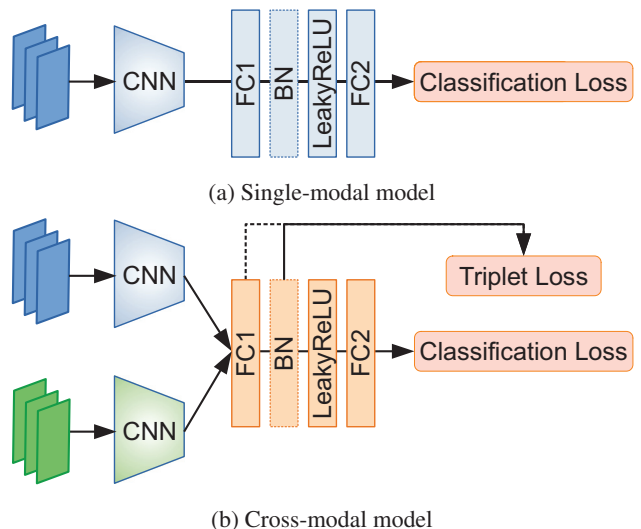 CNN
FC1
BN
LeakyReLU
FC2
Classification Loss
(a) Single-modal model
CNN
Triplet Loss
FC1
BN
LeakyReLU
FC2
Classification Loss
CNN
(b) Cross-modal model